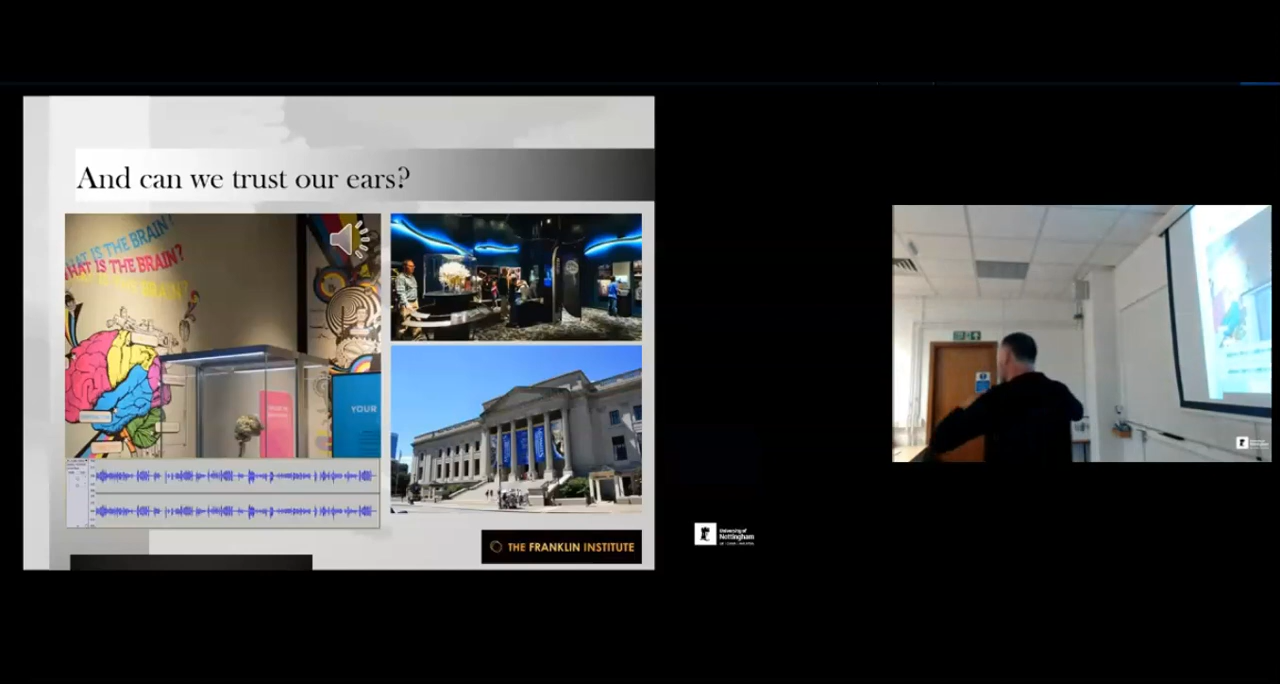 And can we trust our ears?
WHAT IS THE BRAIN?
WHAT IS THE BRAIN?
YOUR
THE FRANKLIN INSTITUTE
University of
Nottingham